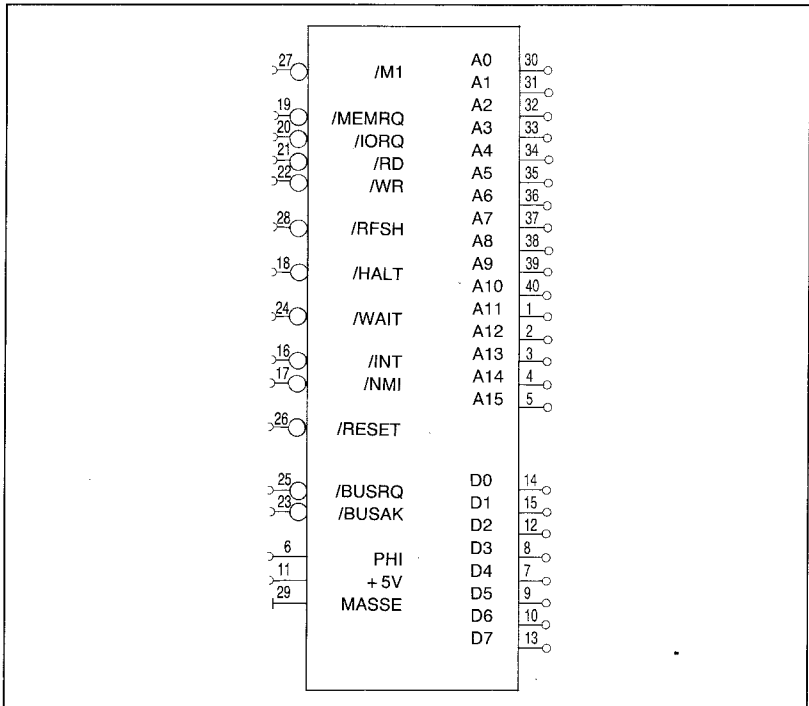 27 /M1 A0 30
A1 31
19 /MEMRQ A2 32
20 /IORQ A3 33
21 /RD A4 34
22 /WR A5 35
A6 36
28 /RFSH A7 37
A8 38
18 /HALT A9 39
A10 40
24 /WAIT A11 1
A12 2
16 /INT A13 3
17 /NMI A14 4
A15 5
26 /RESET
25 /BUSRQ D0 14
23 /BUSAK D1 15
D2 12
6 PHI D3 8
11 +5V D4 7
29 MASSE D5 9
D6 10
D7 13